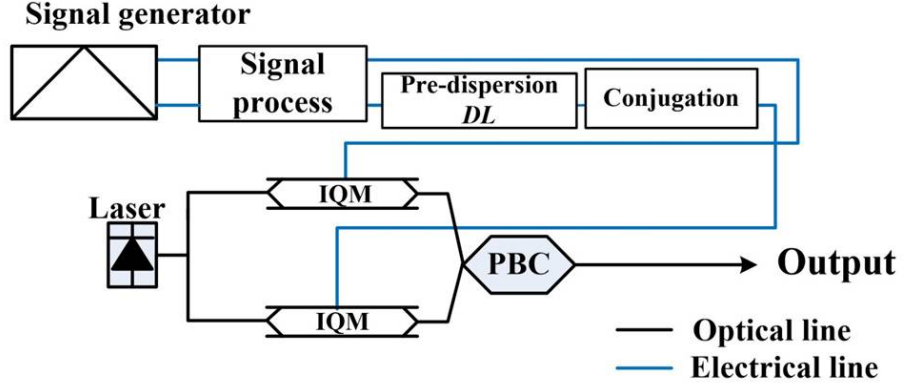 Signal generator
Signal
process
Pre-dispersion
DL
Conjugation
IQM
Laser
PBC
Output
IQM
Optical line
Electrical line